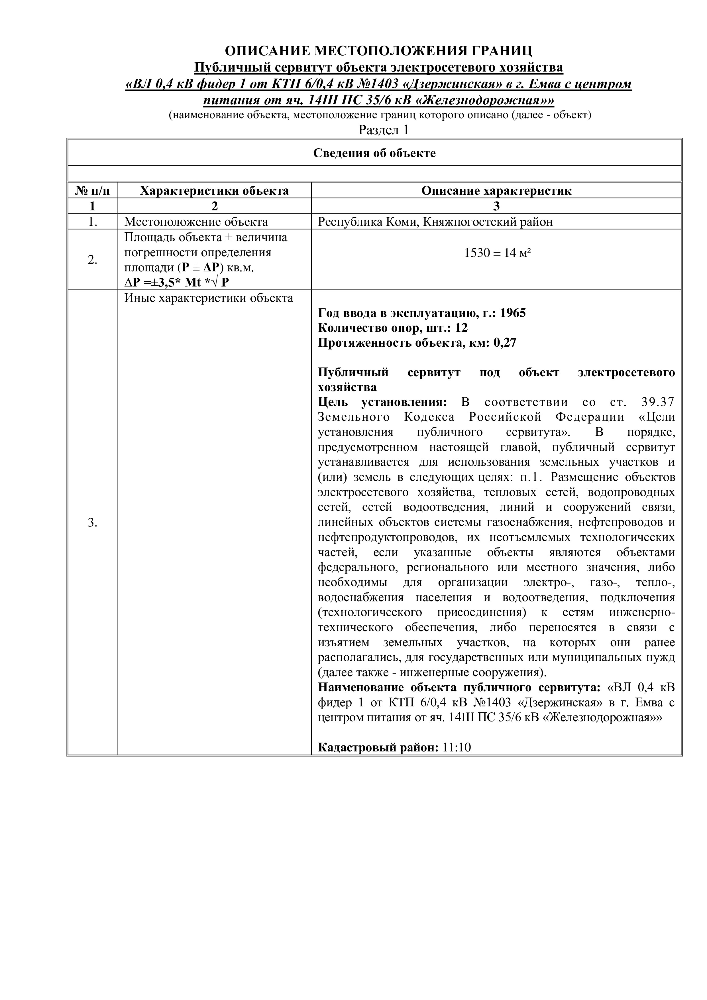 ОПИСАНИЕ МЕСТОПОЛОЖЕНИЯ ГРАНИЦ
Публичный сервитут объекта электросетевого хозяйства
«ВЛ 0,4 кВ фидер 1 от КТП 6/0,4 кВ №1403 «Дзержинская» в г. Емва с центром
питания от яч. 14Ш ПС 35/6 кВ «Железнодорожная»»
(наименование объекта, местоположение границ которого описано (далее - объект)
Раздел 1
Сведения об объекте
№ п/п Характеристики объекта Описание характеристик
1 2 3
1. Местоположение объекта Республика Коми, Княжпогостский район
2.
Площадь объекта ± величина
погрешности определения
площади (P ± ΔP) кв.м.
ΔP =±3,5* Mt *√ P
1530 ± 14 м²
3.
Иные характеристики объекта
Год ввода в эксплуатацию, г.: 1965
Количество опор, шт.: 12
Протяженность объекта, км: 0,27
Публичный сервитут под объект электросетевого
хозяйства
Цель установления: В соответствии со ст. 39.37
Земельного Кодекса Российской Федерации «Цели
установления публичного сервитута». В порядке,
предусмотренном настоящей главой, публичный сервитут
устанавливается для использования земельных участков и
(или) земель в следующих целях: п.1. Размещение объектов
электросетевого хозяйства, тепловых сетей, водопроводных
сетей, сетей водоотведения, линий и сооружений связи,
линейных объектов системы газоснабжения, нефтепроводов и
нефтепродуктопроводов, их неотъемлемых технологических
частей, если указанные объекты являются объектами
федерального, регионального или местного значения, либо
необходимы для организации электро-, газо-, тепло-,
водоснабжения населения и водоотведения, подключения
(технологического присоединения) к сетям инженерно-
технического обеспечения, либо переносятся в связи с
изъятием земельных участков, на которых они ранее
располагались, для государственных или муниципальных нужд
(далее также - инженерные сооружения).
Наименование объекта публичного сервитута: «ВЛ 0,4 кВ
фидер 1 от КТП 6/0,4 кВ №1403 «Дзержинская» в г. Емва с
центром питания от яч. 14Ш ПС 35/6 кВ «Железнодорожная»»
Кадастровый район: 11:10